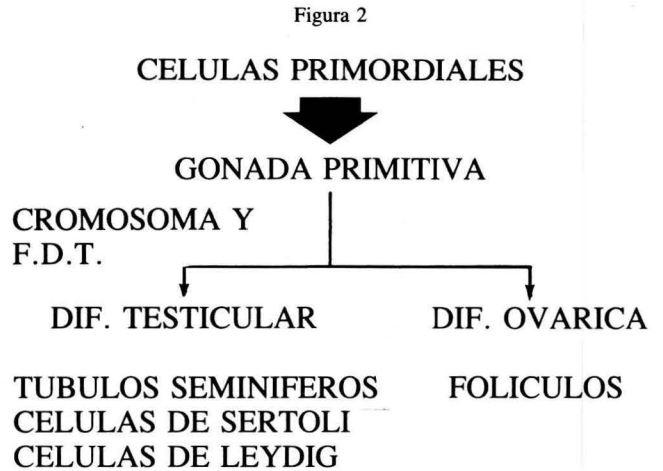 Figura 2
CELULAS PRIMORDIALES
GONADA PRIMITIVA
CROMOSOMA Y
F.D.T.
DIF. TESTICULAR
DIF. OVARICA
TUBULOS SEMINIFEROS
FOLICULOS
CELULAS DE SERTOLI
CELULAS DE LEYDIG